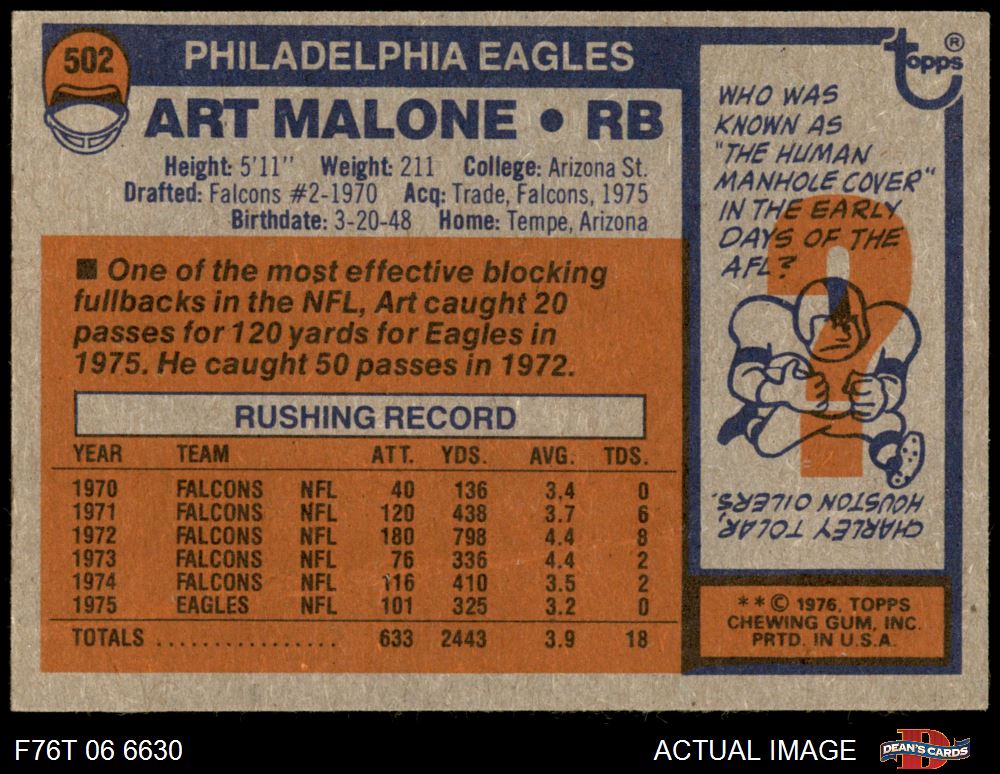 502
PHILADELPHIA EAGLES
ART MALONE • RB
Height: 5'11" Weight: 211 College: Arizona St.
Drafted: Falcons #2-1970 Acq: Trade, Falcons, 1975
Birthdate: 3-20-48 Home: Tempe, Arizona
■ One of the most effective blocking
fullbacks in the NFL, Art caught 20
passes for 120 yards for Eagles in
1975. He caught 50 passes in 1972.
RUSHING RECORD
YEAR TEAM ATT. YDS. AVG. TDS.
1970 FALCONS NFL 40 136 3.4 0
1971 FALCONS NFL 120 438 3.7 6
1972 FALCONS NFL 180 798 4.4 8
1973 FALCONS NFL 76 336 4.4 2
1974 FALCONS NFL 116 410 3.5 2
1975 EAGLES NFL 101 325 3.2 0
TOTALS ................. 633 2443 3.9 18
topps ®
WHO WAS
KNOWN AS
"THE HUMAN
MANHOLE COVER"
IN THE EARLY
DAYS OF THE
AFL?
?
CHARLEY TOLAR,
HOUSTON OILERS.
** © 1976, TOPPS
CHEWING GUM, INC.
PRTD. IN U.S.A.
F76T 06 6630
ACTUAL IMAGE
D
DEAN'S CARDS